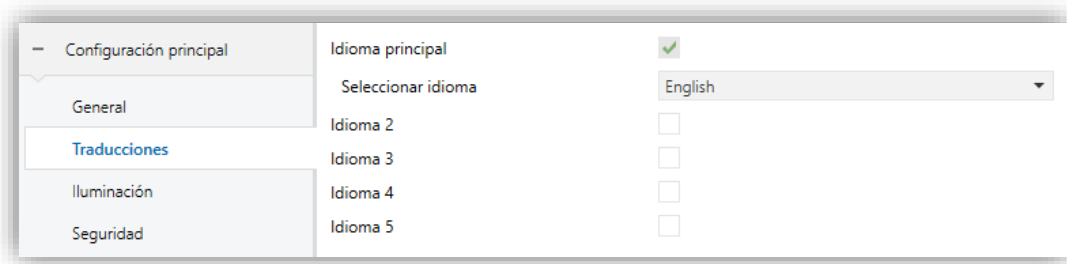 Configuración principal
General
Traducciones
Iluminación
Seguridad
Idioma principal
Seleccionar idioma English
Idioma 2
Idioma 3
Idioma 4
Idioma 5